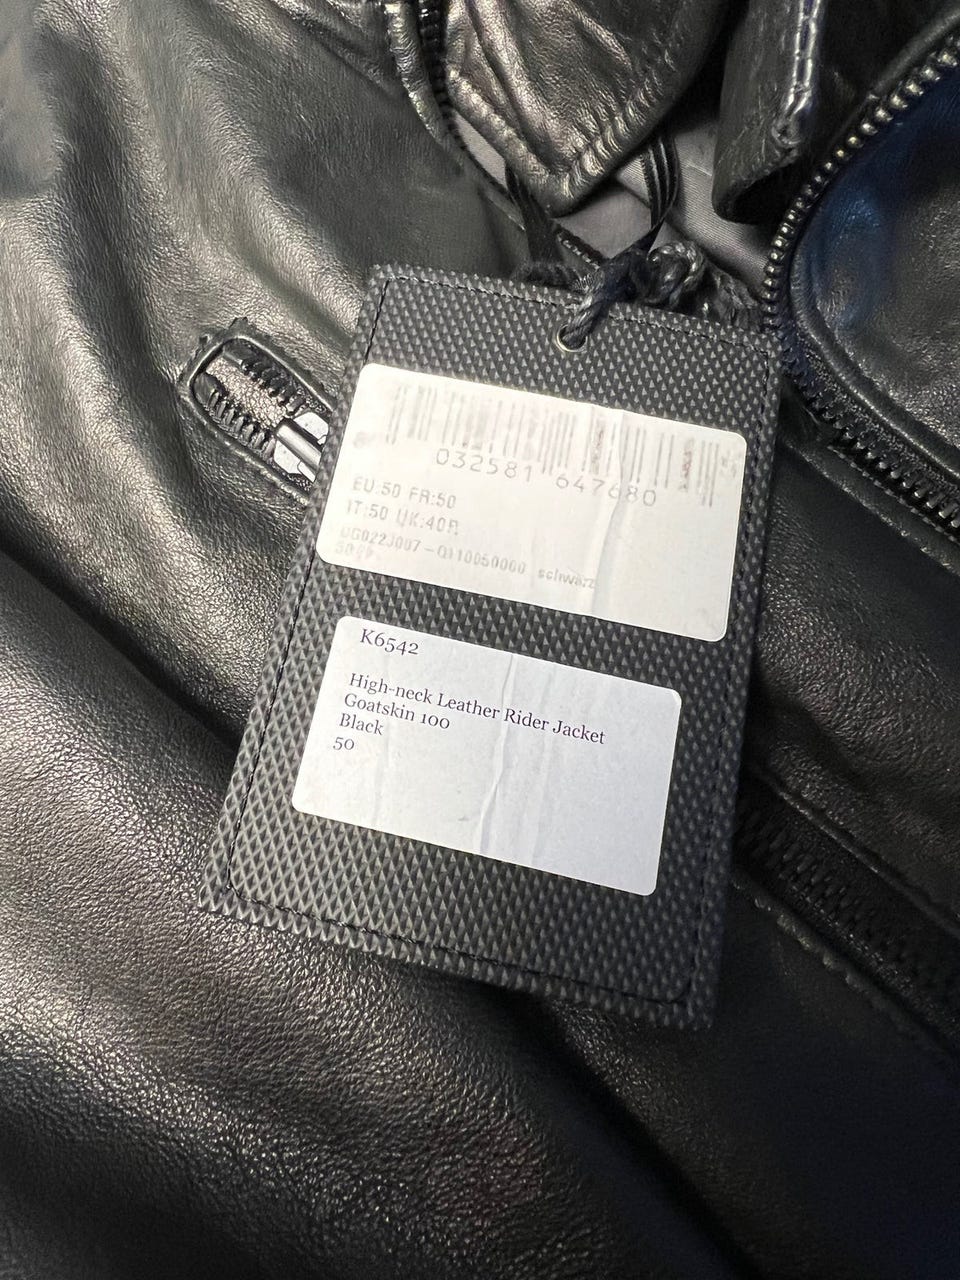 032581 647680
EU:50 FR:50
IT:50 UK:40R
schwarz
K6542
High-neck Leather Rider Jacket
Goatskin 100
Black
50